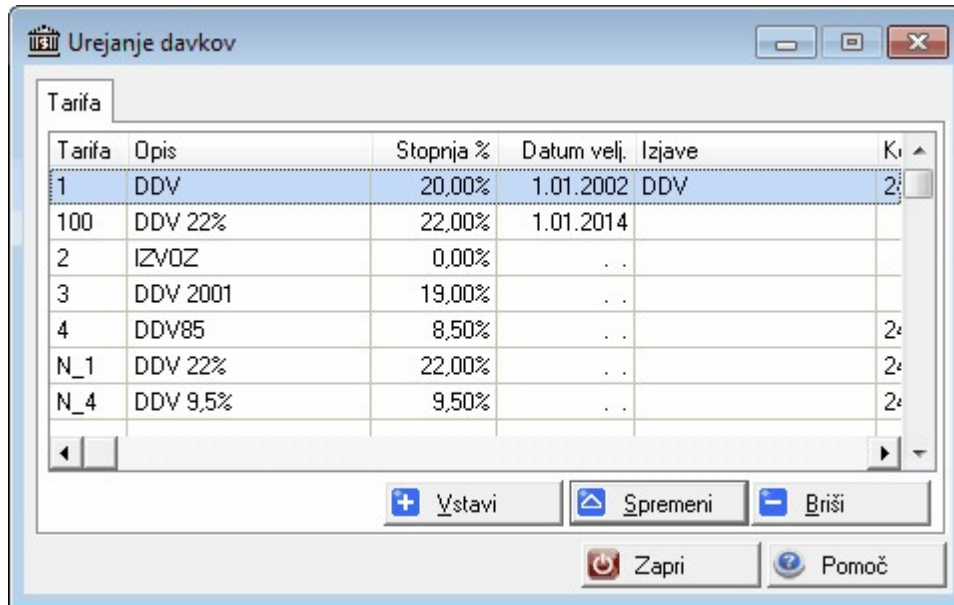 Urejanje davkov
Tarifa
Tarifa Opis Stopnja % Datum velj. Izjave
1 DDV 20,00% 1.01.2002 DDV
100 DDV 22% 22,00% 1.01.2014
2 IZVOZ 0,00% . .
3 DDV 2001 19,00% . .
4 DDV85 8,50% . .
N_1 DDV 22% 22,00% . .
N_4 DDV 9,5% 9,50% . .
Vstavi Spremeni Briši
Zapri Pomoč